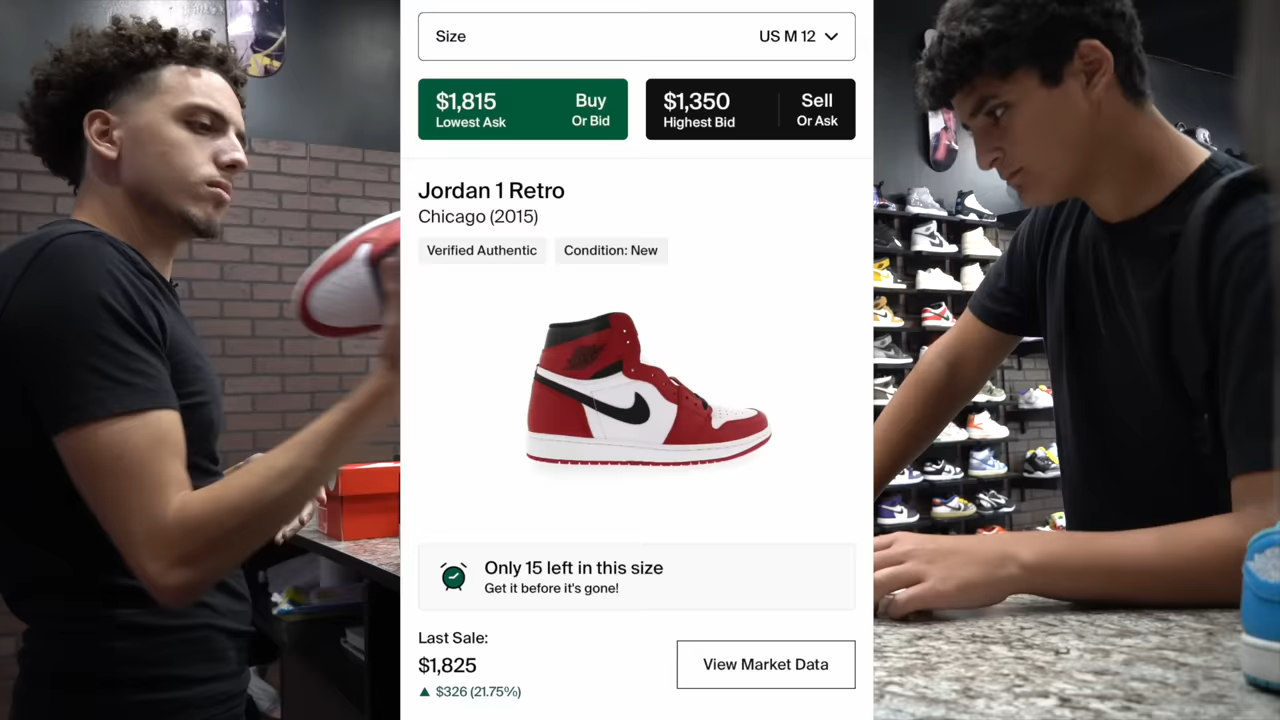 Size
US M 12
$1,815
Lowest Ask
Buy
Or Bid
$1,350
Highest Bid
Sell
Or Ask
Jordan 1 Retro
Chicago (2015)
Verified Authentic
Condition: New
Only 15 left in this size
Get it before it's gone!
Last Sale:
$1,825
▲ $326 (21.75%)
View Market Data